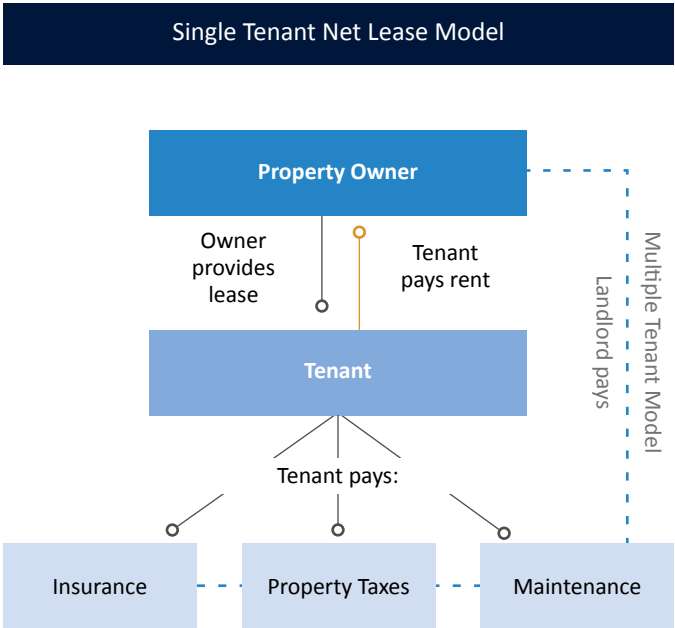 Single Tenant Net Lease Model
Property Owner
Owner
provides
lease
Tenant
pays rent
Tenant
Tenant pays:
Insurance
Property Taxes
Maintenance
Landlord pays
Multiple Tenant Model